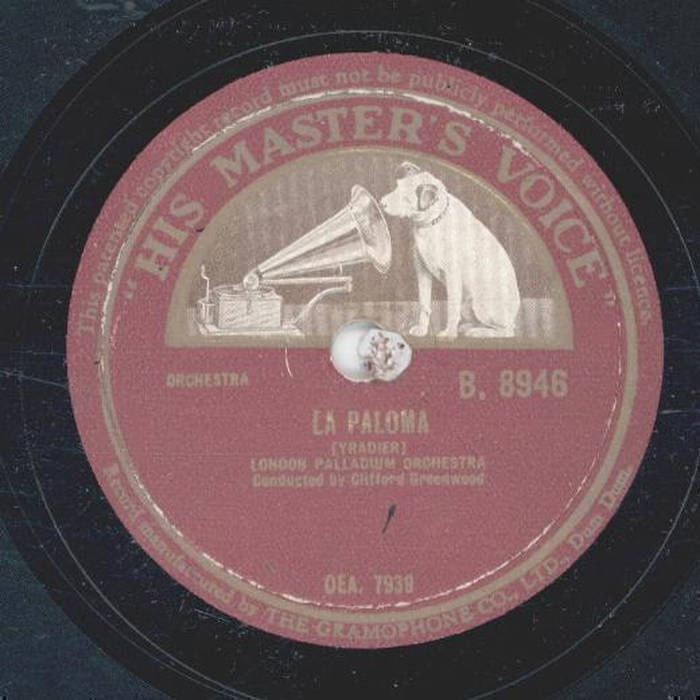 This patented copyright record must not be publicly performed without licence.
"HIS MASTER'S VOICE"
ORCHESTRA
B. 8946
LA PALOMA
(YRADIER)
LONDON PALLADIUM ORCHESTRA
Conducted by Clifford Greenwood
OEA. 7939
Record manufactured by THE GRAMOPHONE CO., LTD., Dum Dum.